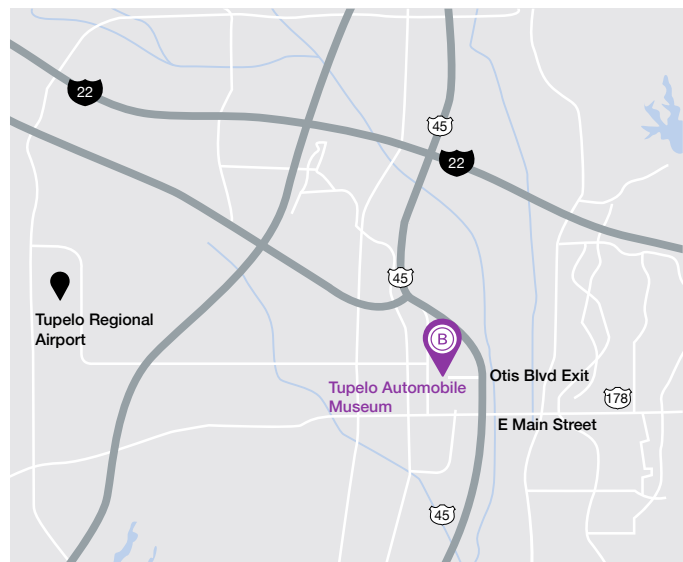 22
45
22
45
Tupelo Regional
Airport
B
Tupelo Automobile
Museum
Otis Blvd Exit
178
E Main Street
45